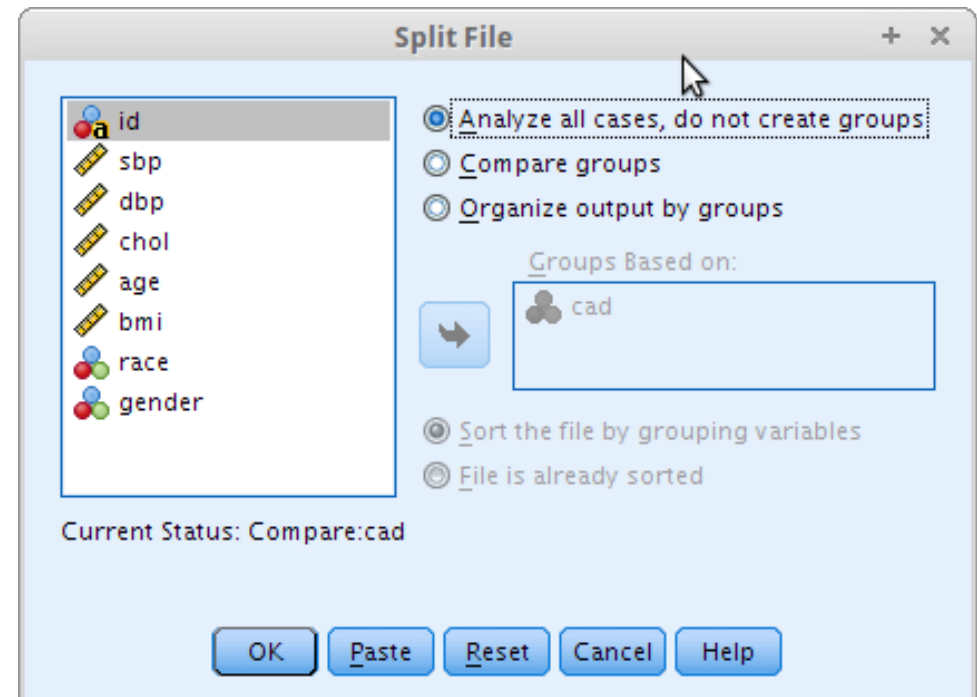 Split File
id
sbp
dbp
chol
age
bmi
race
gender
Analyze all cases, do not create groups
Compare groups
Organize output by groups
Groups Based on:
cad
Sort the file by grouping variables
File is already sorted
Current Status: Compare:cad
OK Paste Reset Cancel Help